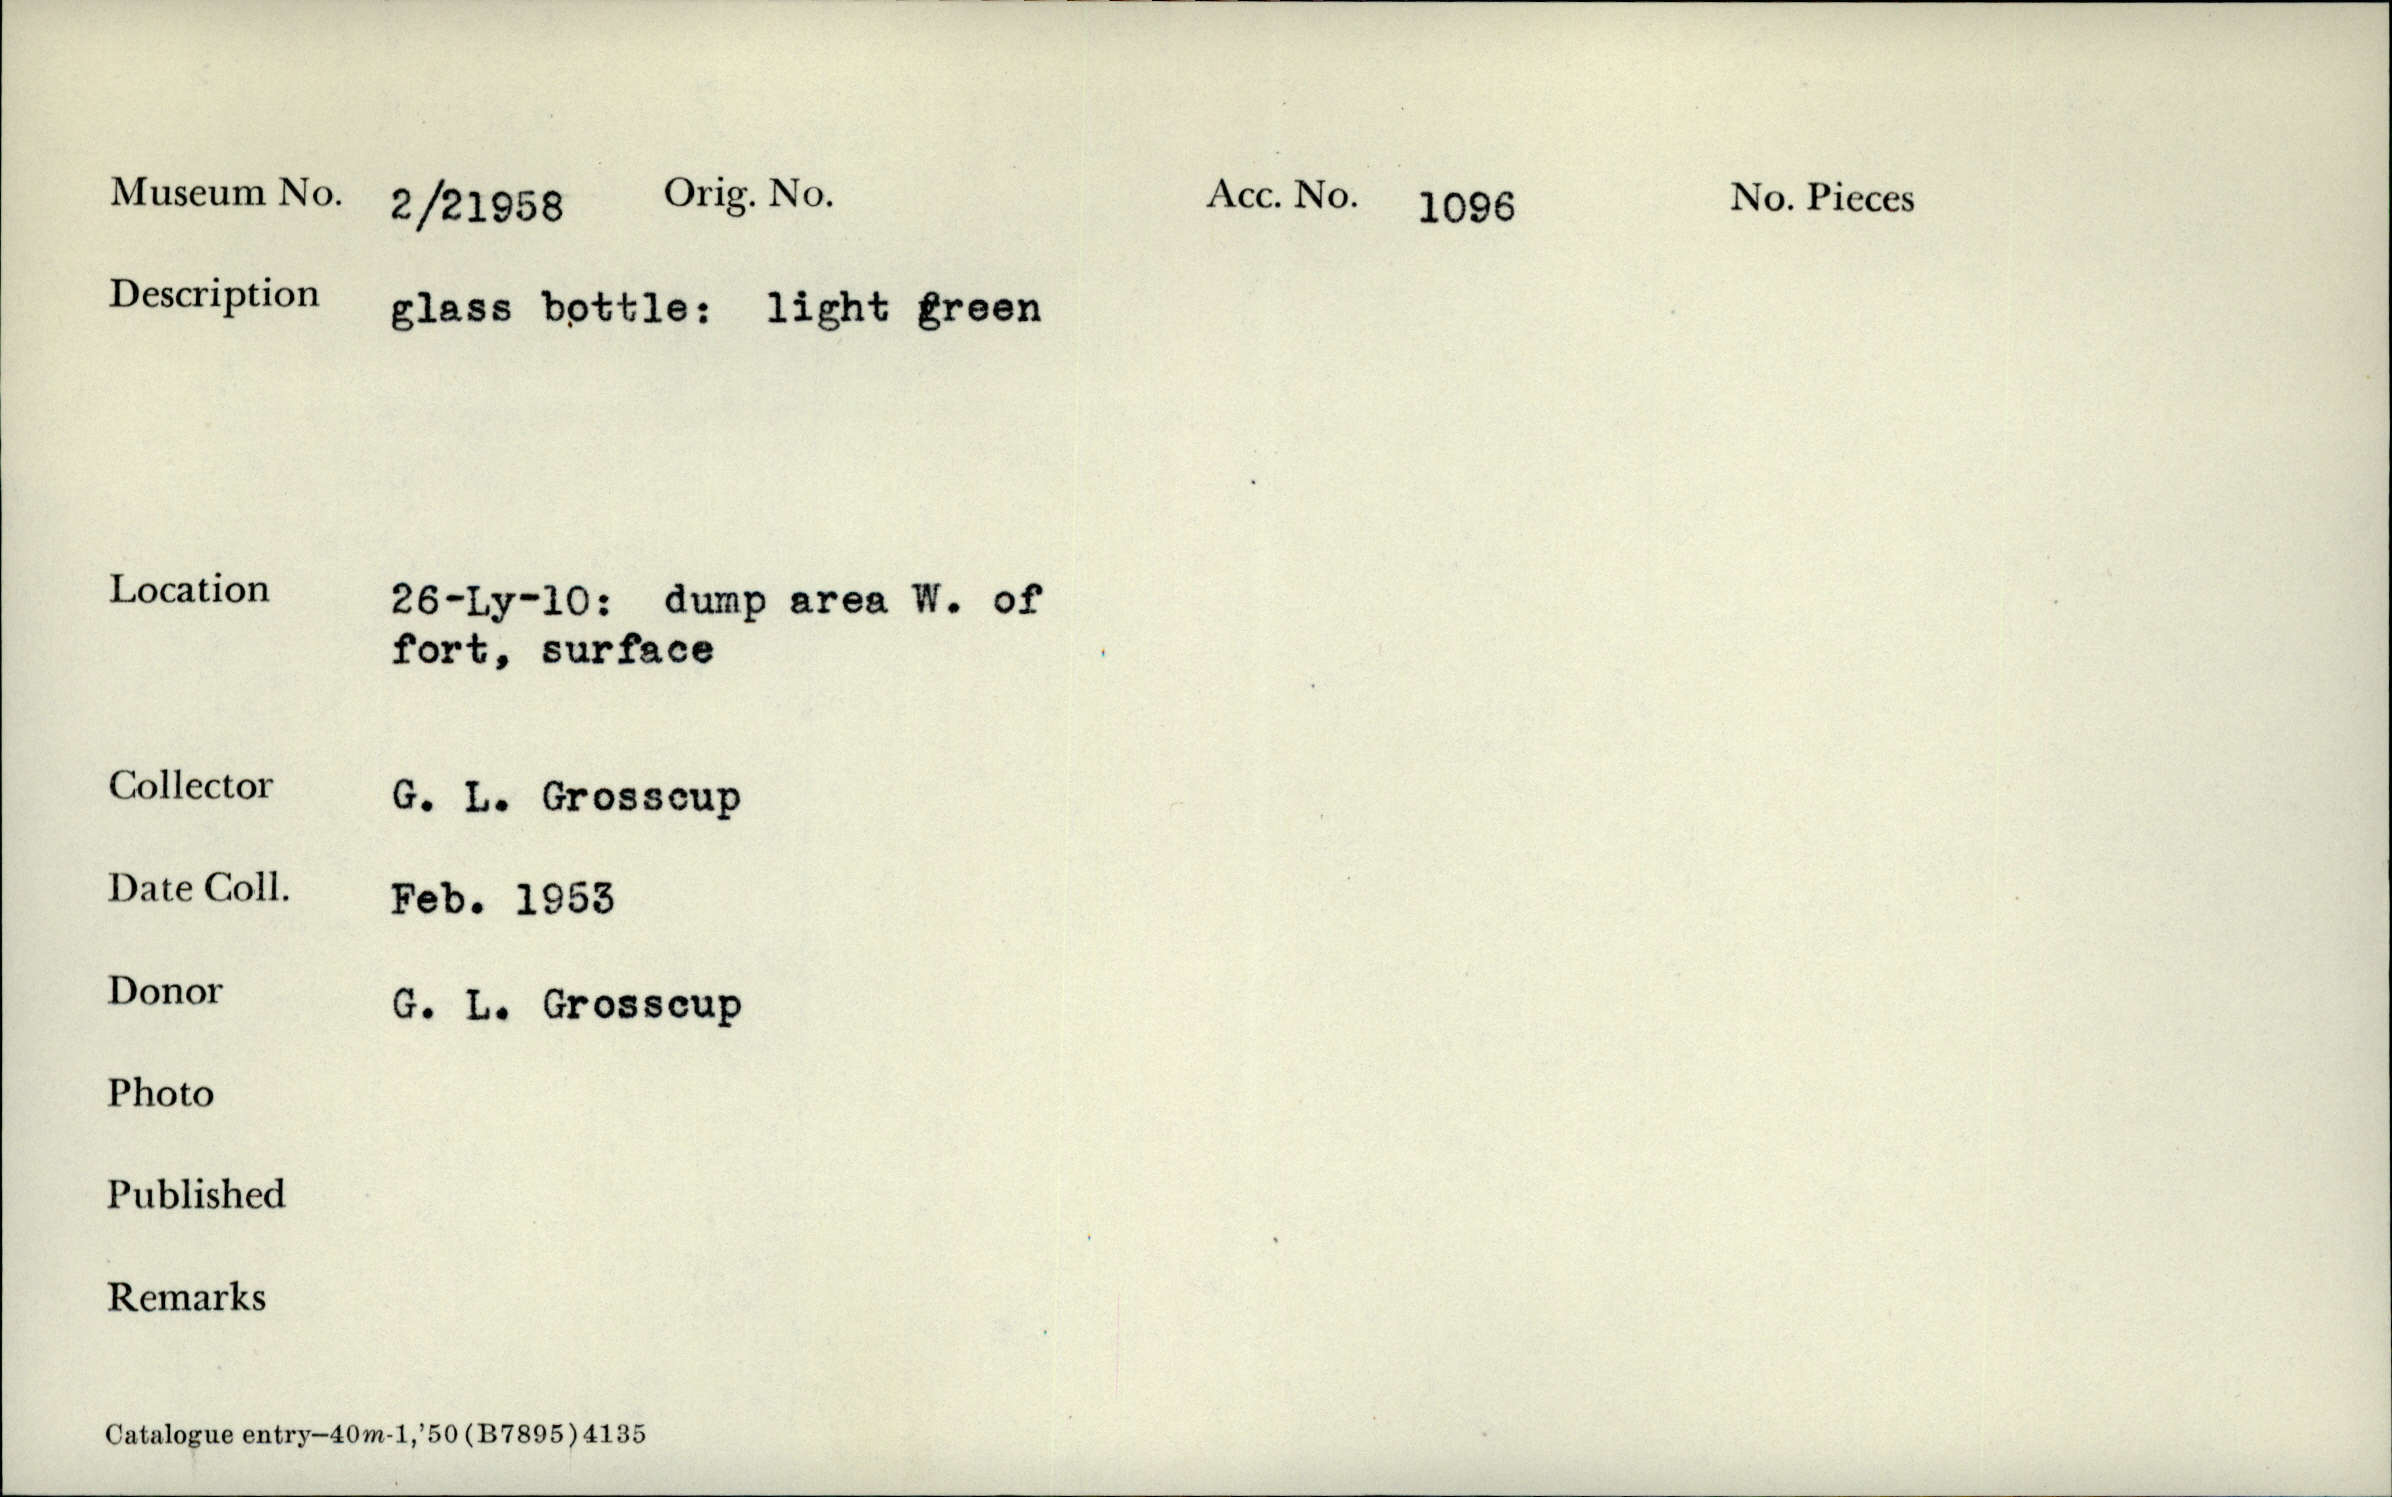 Museum No. 2/21958 Orig. No. Acc. No. 1096 No. Pieces
Description glass bottle: light green
Location 26-Ly-10: dump area W. of
fort, surface
Collector G. L. Grosscup
Date Coll. Feb. 1953
Donor G. L. Grosscup
Photo
Published
Remarks
Catalogue entry—40m-1,'50(B7895)4135